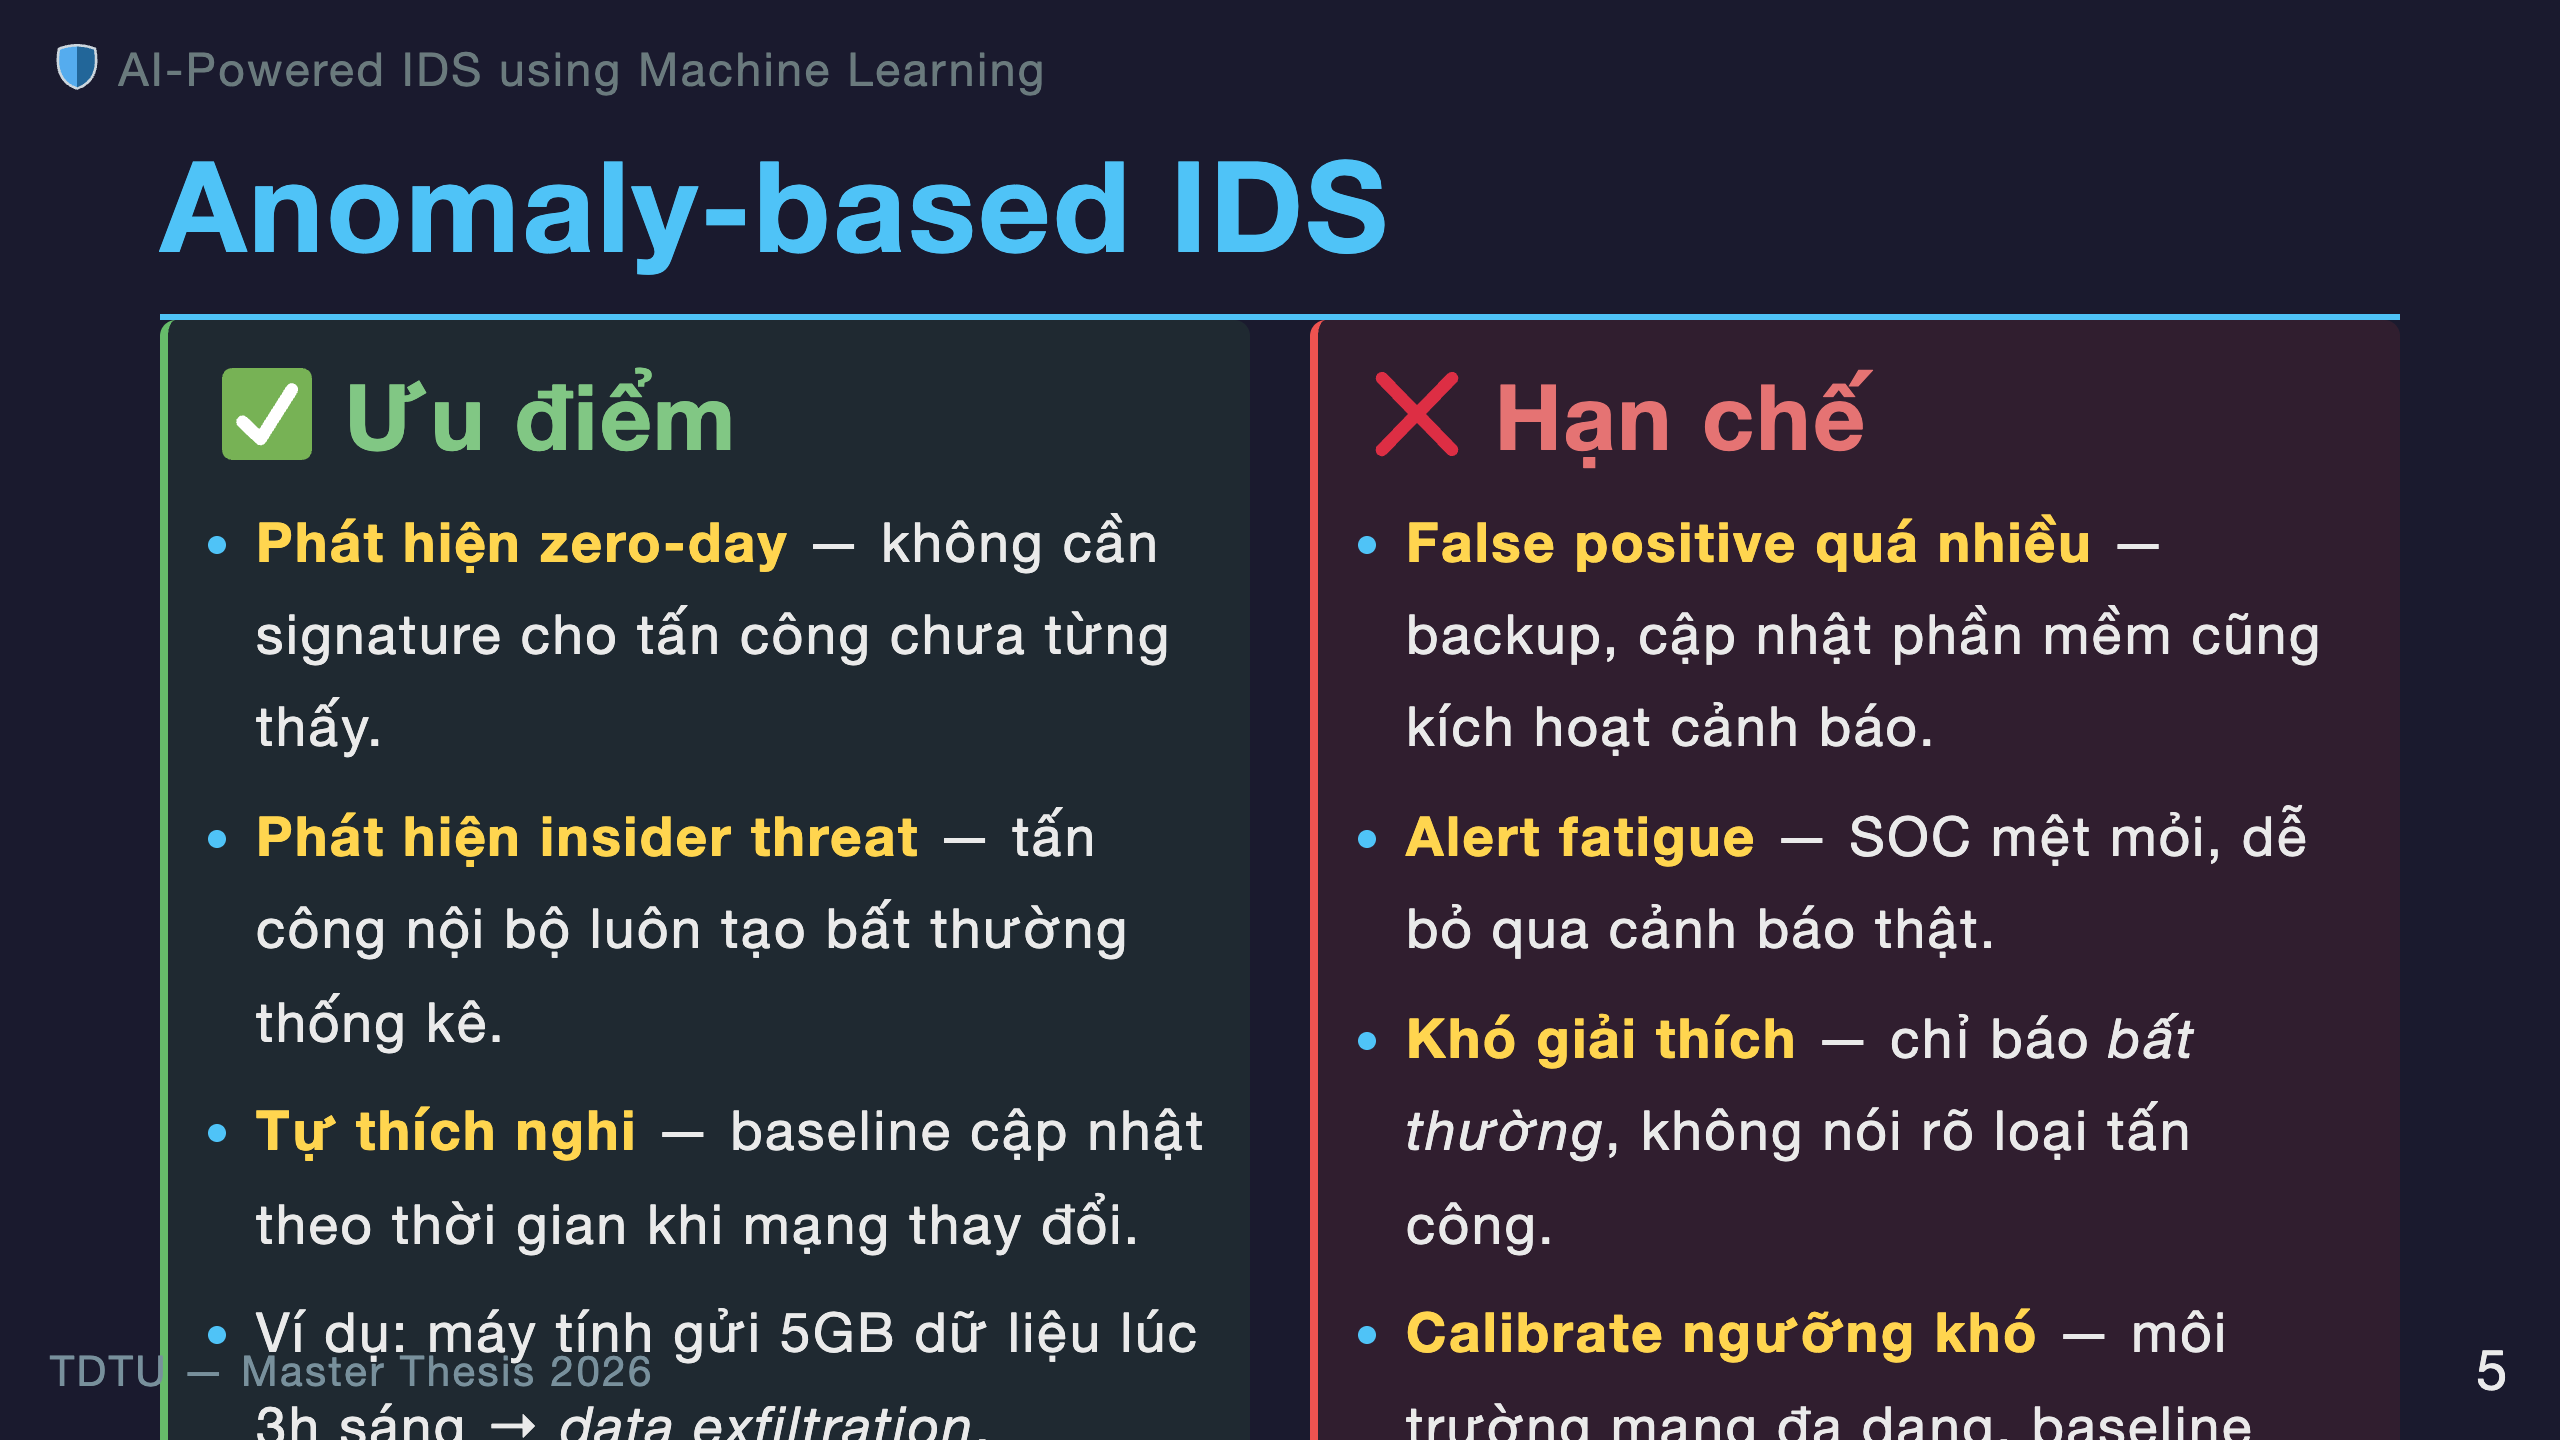 AI-Powered IDS using Machine Learning
Anomaly-based IDS
Ưu điểm
• Phát hiện zero-day — không cần
signature cho tấn công chưa từng
thấy.
• Phát hiện insider threat — tấn
công nội bộ luôn tạo bất thường
thống kê.
• Tự thích nghi — baseline cập nhật
theo thời gian khi mạng thay đổi.
• Ví dụ: máy tính gửi 5GB dữ liệu lúc
3h sáng → data exfiltration.
Hạn chế
• False positive quá nhiều —
backup, cập nhật phần mềm cũng
kích hoạt cảnh báo.
• Alert fatigue — SOC mệt mỏi, dễ
bỏ qua cảnh báo thật.
• Khó giải thích — chỉ báo bất
thường, không nói rõ loại tấn
công.
• Calibrate ngưỡng khó — môi
trường mạng đa dạng, baseline
TDTU — Master Thesis 2026
5